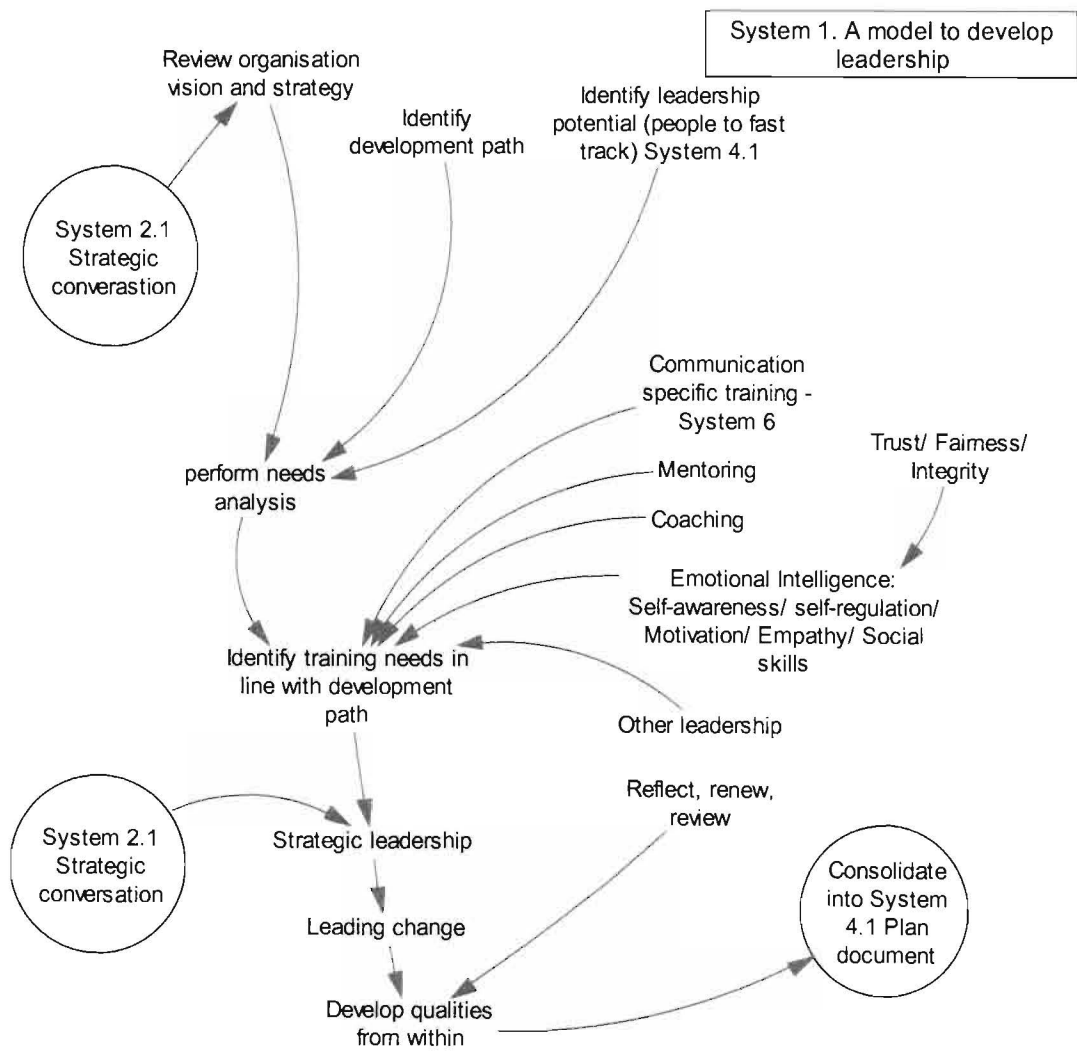 System 1. A model to develop
leadership
Review organisation
vision and strategy
Identify
development path
Identify leadership
potential (people to fast
track) System 4.1
System 2.1
Strategic
converastion
Communication
specific training -
System 6
Trust/ Fairness/
Integrity
perform needs
analysis
Mentoring
Coaching
Emotional Intelligence:
Self-awareness/ self-regulation/
Motivation/ Empathy/ Social
skills
Identify training needs in
line with development
path
Other leadership
Reflect, renew,
review
System 2.1
Strategic
conversation
Strategic leadership
Consolidate
into System
4.1 Plan
document
Leading change
Develop qualities
from within